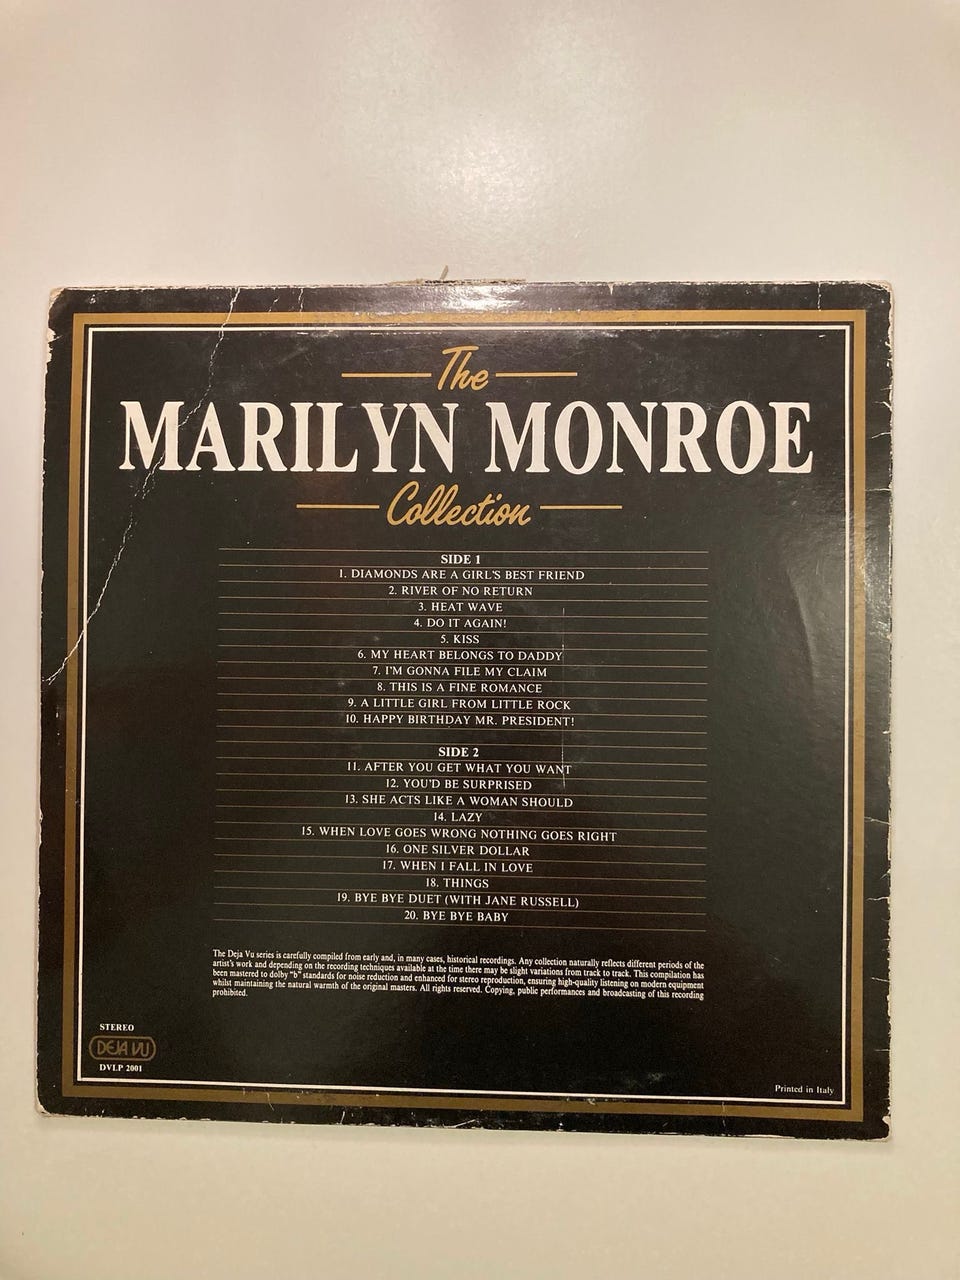 The
MARILYN MONROE
Collection
SIDE 1
1. DIAMONDS ARE A GIRL'S BEST FRIEND
2. RIVER OF NO RETURN
3. HEAT WAVE
4. DO IT AGAIN!
5. KISS
6. MY HEART BELONGS TO DADDY
7. I'M GONNA FILE MY CLAIM
8. THIS IS A FINE ROMANCE
9. A LITTLE GIRL FROM LITTLE ROCK
10. HAPPY BIRTHDAY MR. PRESIDENT!
SIDE 2
11. AFTER YOU GET WHAT YOU WANT
12. YOU'D BE SURPRISED
13. SHE ACTS LIKE A WOMAN SHOULD
14. LAZY
15. WHEN LOVE GOES WRONG NOTHING GOES RIGHT
16. ONE SILVER DOLLAR
17. WHEN I FALL IN LOVE
18. THINGS
19. BYE BYE DUET (WITH JANE RUSSELL)
20. BYE BYE BABY
The Deja Vu series is carefully compiled from early and, in many cases, historical recordings. Any collection naturally reflects different periods of the
artist's work and depending on the recording techniques available at the time there may be slight variations from track to track. This compilation has
been mastered to dolby "b" standards for noise reduction and enhanced for stereo reproduction, ensuring high-quality listening on modern equipment
whilst maintaining the natural warmth of the original masters. All rights reserved. Copying, public performances and broadcasting of this recording
prohibited.
STEREO
DEJA VU
DVLP 2001
Printed in Italy